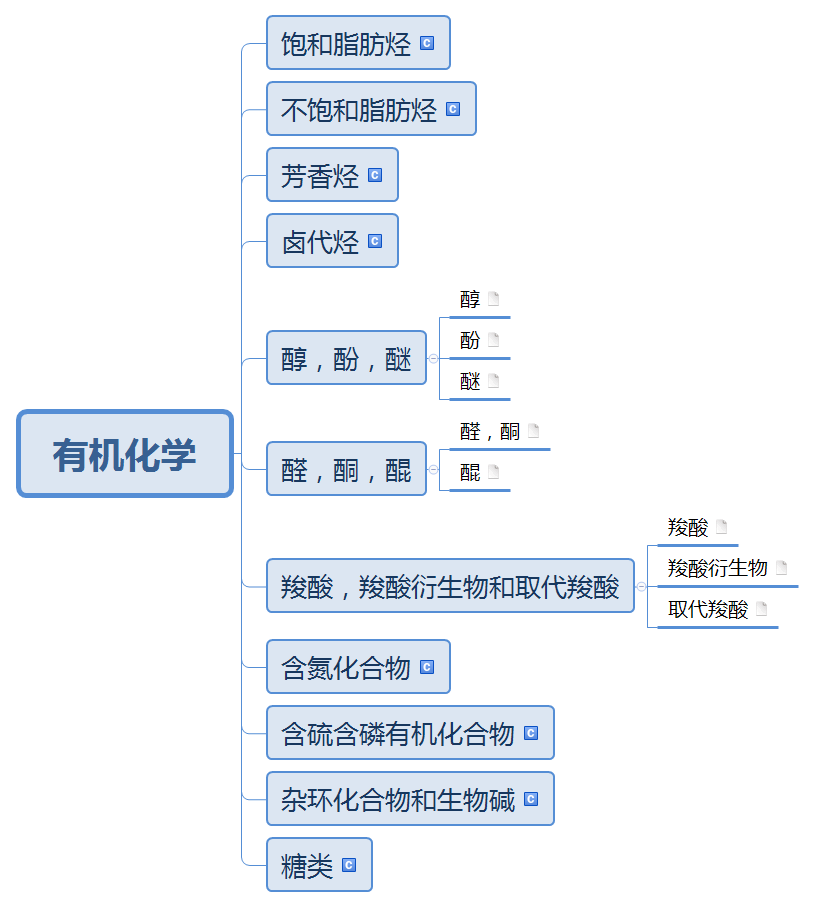 饱和脂肪烃
不饱和脂肪烃
芳香烃
卤代烃
醇，酚，醚
醇
酚
醚
有机化学
醛，酮，醌
醛，酮
醌
羧酸，羧酸衍生物和取代羧酸
羧酸
羧酸衍生物
取代羧酸
含氮化合物
含硫含磷有机化合物
杂环化合物和生物碱
糖类